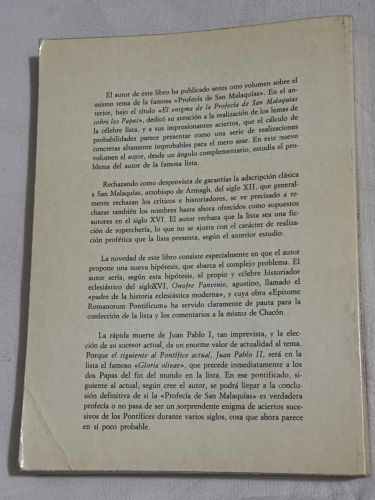 El autor de este libro ha publicado antes otro volumen sobre el
mismo tema de la famosa «Profecía de San Malaquías». En el an-
terior, bajo el título «El enigma de la Profecía de San Malaquías
sobre los Papas», dedicó su atención a la realización de los lemas de
la célebre lista, y a sus impresionantes aciertos, que el cálculo de
probabilidades parece presentar como una serie de realizaciones
concretas altamente improbables para el mero azar. En este nuevo
volumen el autor, desde un ángulo complementario, estudia el pro-
blema del autor de la famosa lista.
Rechazando como desprovista de garantías la adscripción clásica
a San Malaquías, arzobispo de Armagh, del siglo XII, que general-
mente rechazan los críticos e historiadores, se ve precisado a re-
chazar también los nombres hasta ahora ofrecidos como supuestos
autores en el siglo XVI. El autor rechaza que la lista sea una fic-
ción de superchería, lo que no se ajusta con el carácter de realiza-
ción profética que la lista presenta, según el anterior estudio.
La novedad de este libro consiste especialmente en que el autor
propone una nueva hipótesis, que abarca el complejo problema. El
autor sería, según esta hipótesis, el propio y célebre historiador
eclesiástico del sigloXVI, Onofre Panvinio, agustino, llamado el
«padre de la historia eclesiástica moderna», y cuya obra «Epitome
Romanorum Pontificum» ha servido claramente de pauta para la
confección de la lista y los comentarios a la misma de Chacón.
La rápida muerte de Juan Pablo I, tan imprevista, y la elec-
ción de su sucesor actual, da un enorme valor de actualidad al tema.
Porque el siguiente al Pontífice actual, Juan Pablo II, será en la
lista el famoso «Gloria olivae», que precede inmediatamente a los
dos Papas del fin del mundo en la lista. En ese pontificado, si-
guiente al actual, según cree el autor, se podrá llegar a la conclu-
sión definitiva de si la «Profecía de San Malaquías» es verdadera
profecía o no pasa de ser un sorprendente enigma de aciertos suce-
sivos de los Pontífices durante varios siglos, cosa que ahora parece
en sí poco probable.